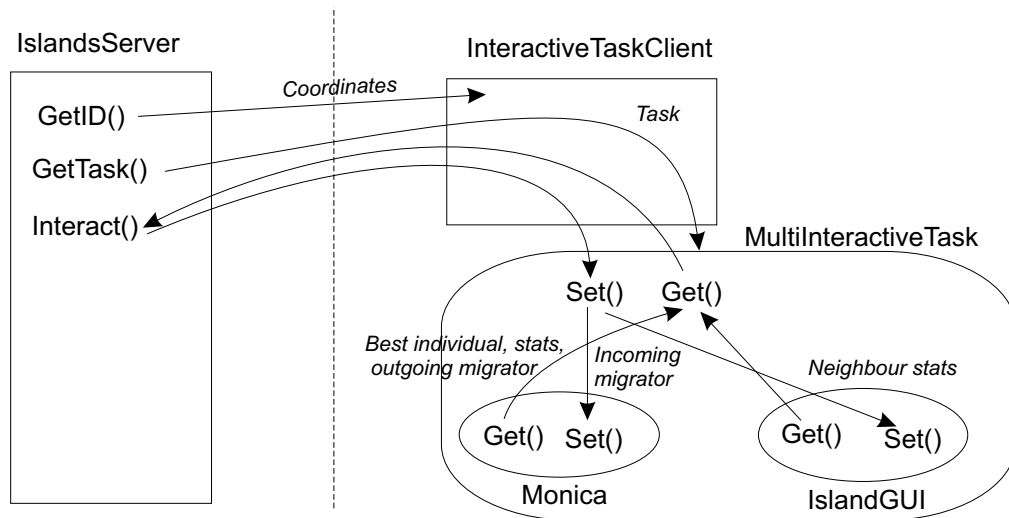 IslandsServer
InteractiveTaskClient
Coordinates
GetID()
Task
GetTask()
Interact()
MultiInteractiveTask
Set()
Get()
Best individual, stats,
outgoing migrator
Incoming
migrator
Neighbour stats
Get()
Set()
Get()
Set()
Monica
IslandGUI